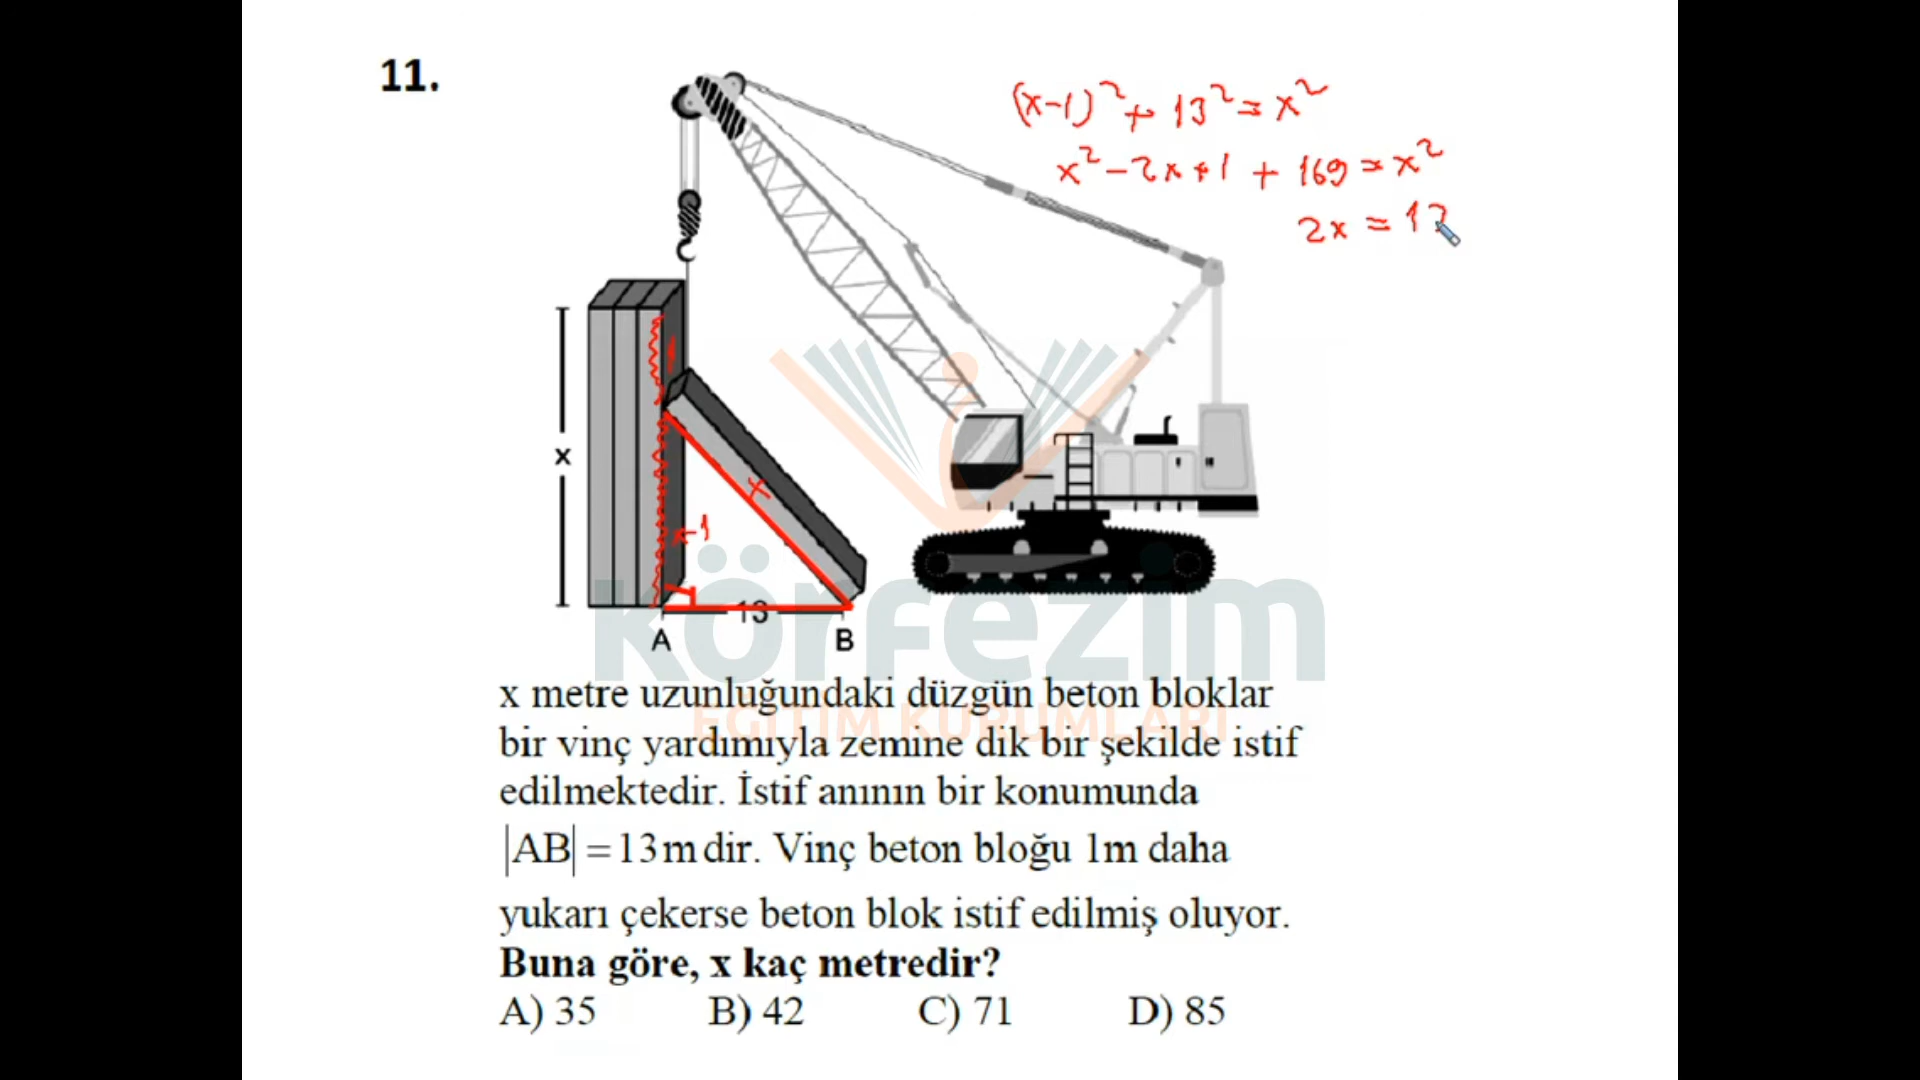 11.
(x-1)² + 13² = x²
x² - 2x + 1 + 169 = x²
2x = 17
x
x
x-1
13
A B
körfezim
EĞİTİM KURUMLARI
x metre uzunluğundaki düzgün beton bloklar
bir vinç yardımıyla zemine dik bir şekilde istif
edilmektedir. İstif anının bir konumunda
|AB| = 13 m dir. Vinç beton bloğu 1m daha
yukarı çekerse beton blok istif edilmiş oluyor.
Buna göre, x kaç metredir?
A) 35 B) 42 C) 71 D) 85